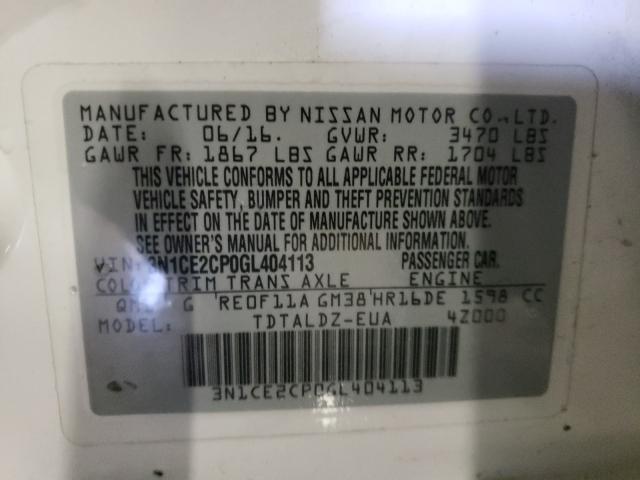 MANUFACTURED BY NISSAN MOTOR CO.,LTD.
DATE: 06/16. GVWR: 3470 LBS
GAWR FR: 1867 LBS GAWR RR: 1704 LBS
THIS VEHICLE CONFORMS TO ALL APPLICABLE FEDERAL MOTOR
VEHICLE SAFETY, BUMPER AND THEFT PREVENTION STANDARDS
IN EFFECT ON THE DATE OF MANUFACTURE SHOWN ABOVE.
SEE OWNER'S MANUAL FOR ADDITIONAL INFORMATION.
VIN: 3N1CE2CP0GL404113 PASSENGER CAR.
COLOR TRIM TRANS AXLE ENGINE
G RE0F11A GM38 HR16DE 1598 CC
MODEL: TDTALDZ-EUA 4Z000
3N1CE2CP0GL404113